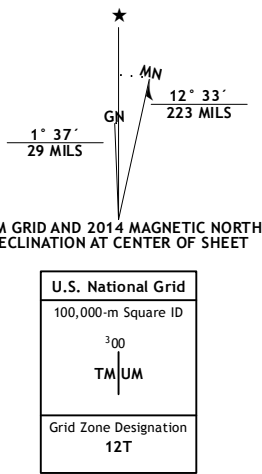 ★
MN
GN
12° 33´
223 MILS
1° 37´
29 MILS
M GRID AND 2014 MAGNETIC NORTH
ECLINATION AT CENTER OF SHEET
U.S. National Grid
100,000-m Square ID
³00
TM UM
Grid Zone Designation
12T